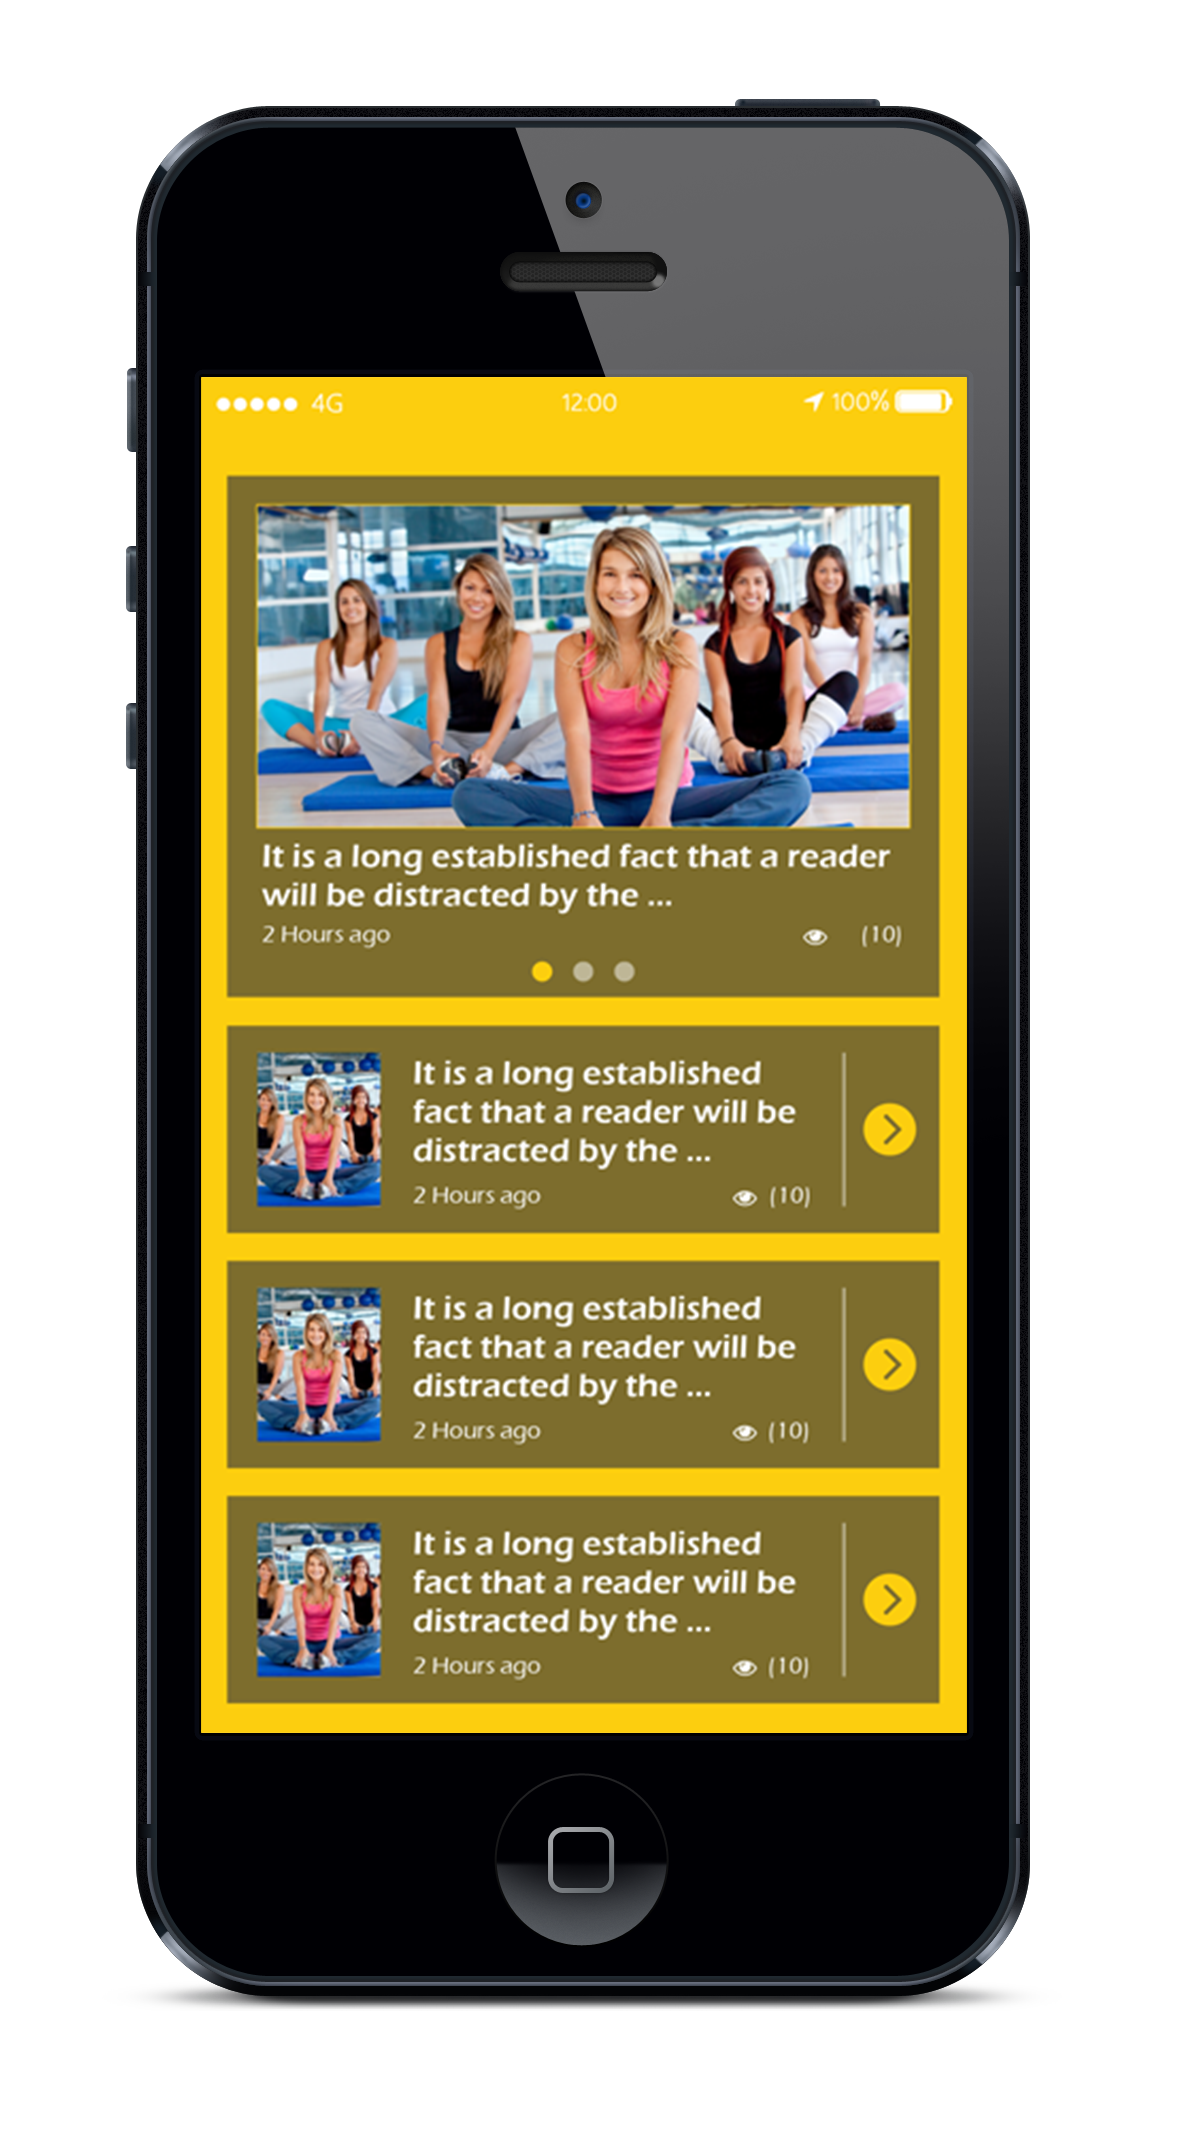 4G 12:00 100%
It is a long established fact that a reader
will be distracted by the ...
2 Hours ago (10)
It is a long established
fact that a reader will be
distracted by the ...
2 Hours ago (10)
It is a long established
fact that a reader will be
distracted by the ...
2 Hours ago (10)
It is a long established
fact that a reader will be
distracted by the ...
2 Hours ago (10)